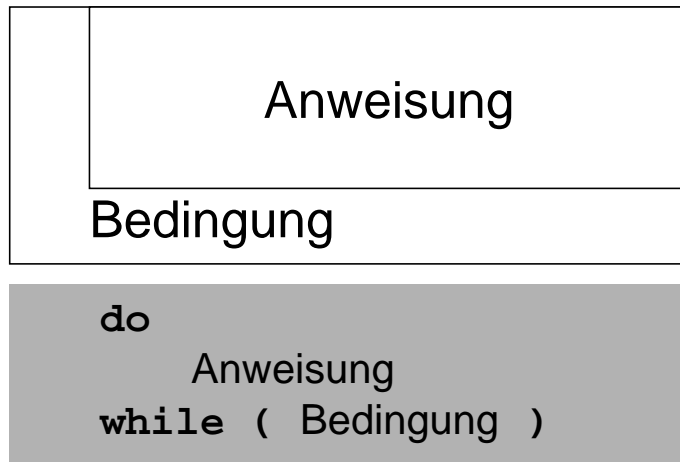 Anweisung
Bedingung
do
Anweisung
while ( Bedingung )